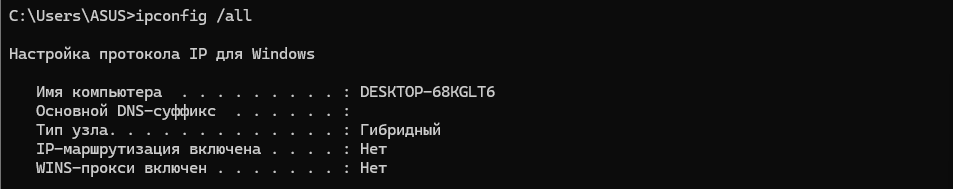 C:\Users\ASUS>ipconfig /all
Настройка протокола IP для Windows
Имя компьютера  . . . . . . . . . : DESKTOP-68KGLT6
Основной DNS-суффикс  . . . . . . :
Тип узла. . . . . . . . . . . . . : Гибридный
IP-маршрутизация включена . . . . : Нет
WINS-прокси включен . . . . . . . : Нет